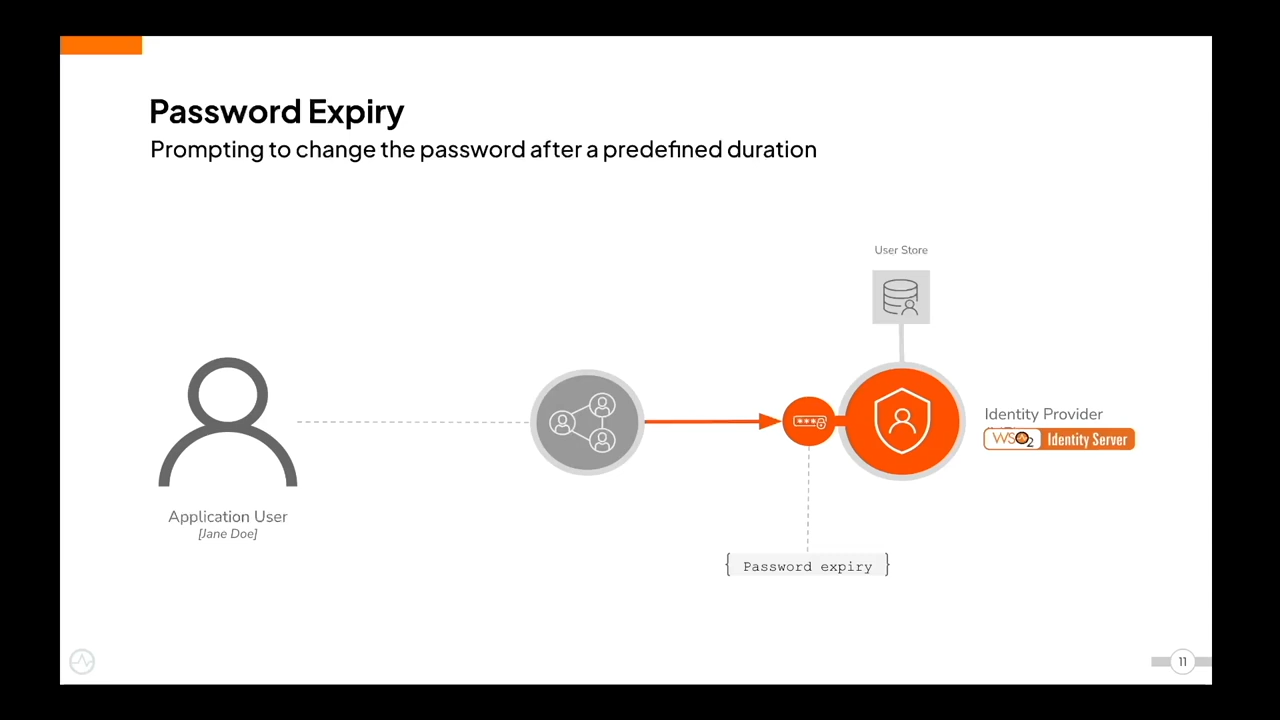 Password Expiry
Prompting to change the password after a predefined duration
User Store
Identity Provider
WSO2 Identity Server
Application User
[Jane Doe]
***
{ Password expiry }
11